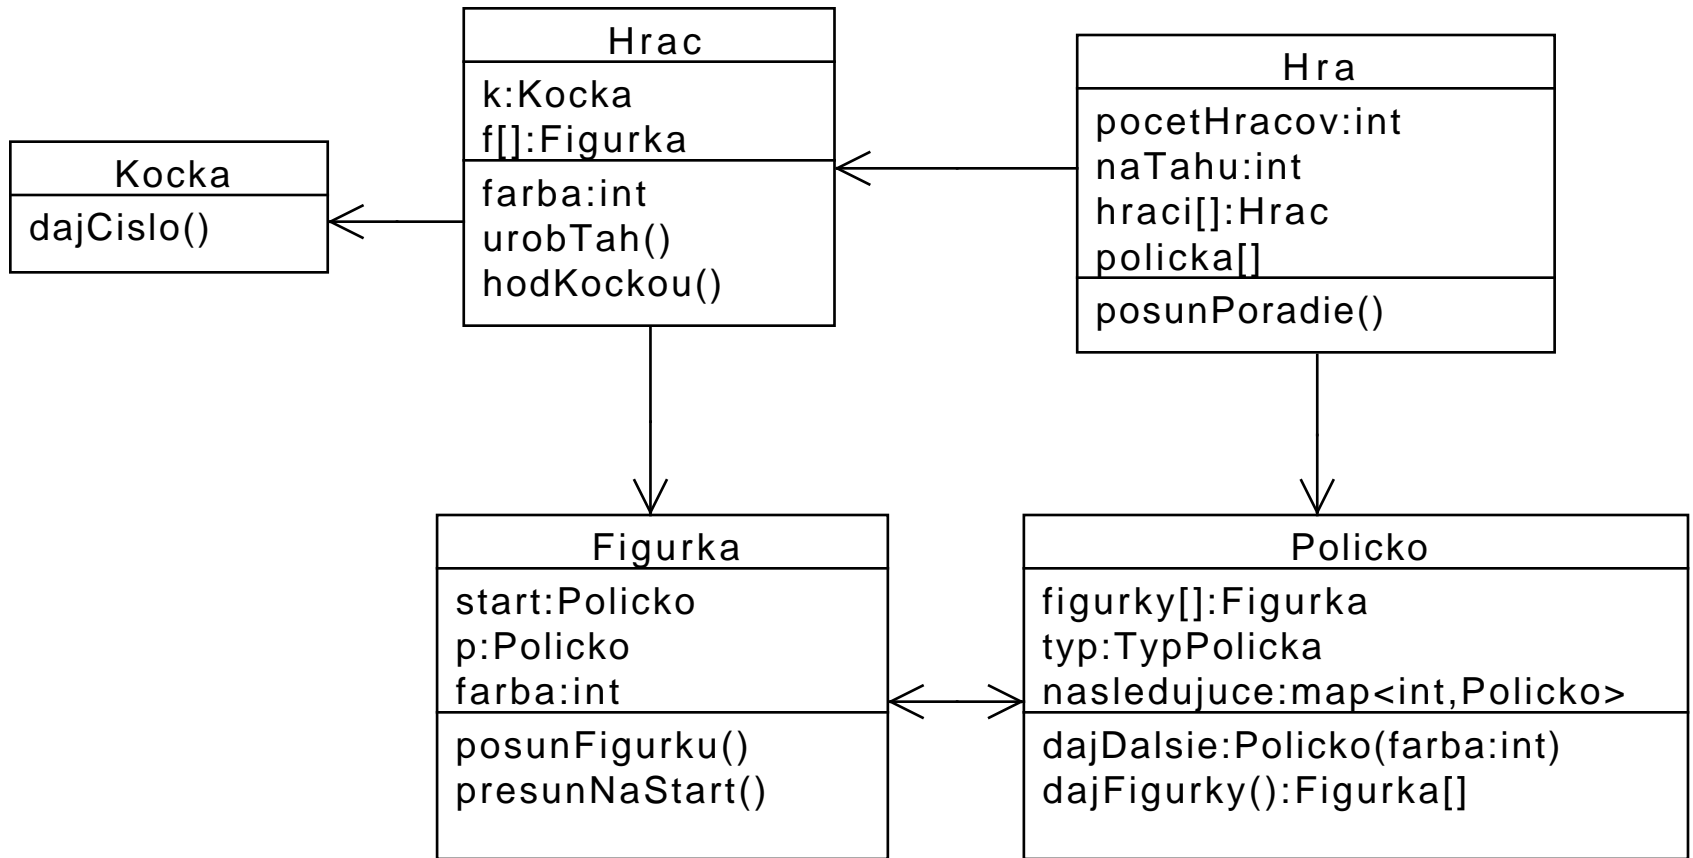 Hrac
k:Kocka
f[]:Figurka
farba:int
urobTah()
hodKockou()
Hra
pocetHracov:int
naTahu:int
hraci[]:Hrac
policka[]
posunPoradie()
Kocka
dajCislo()
Figurka
start:Policko
p:Policko
farba:int
posunFigurku()
presunNaStart()
Policko
figurky[]:Figurka
typ:TypPolicka
nasledujuce:map<int,Policko>
dajDalsie:Policko(farba:int)
dajFigurky():Figurka[]